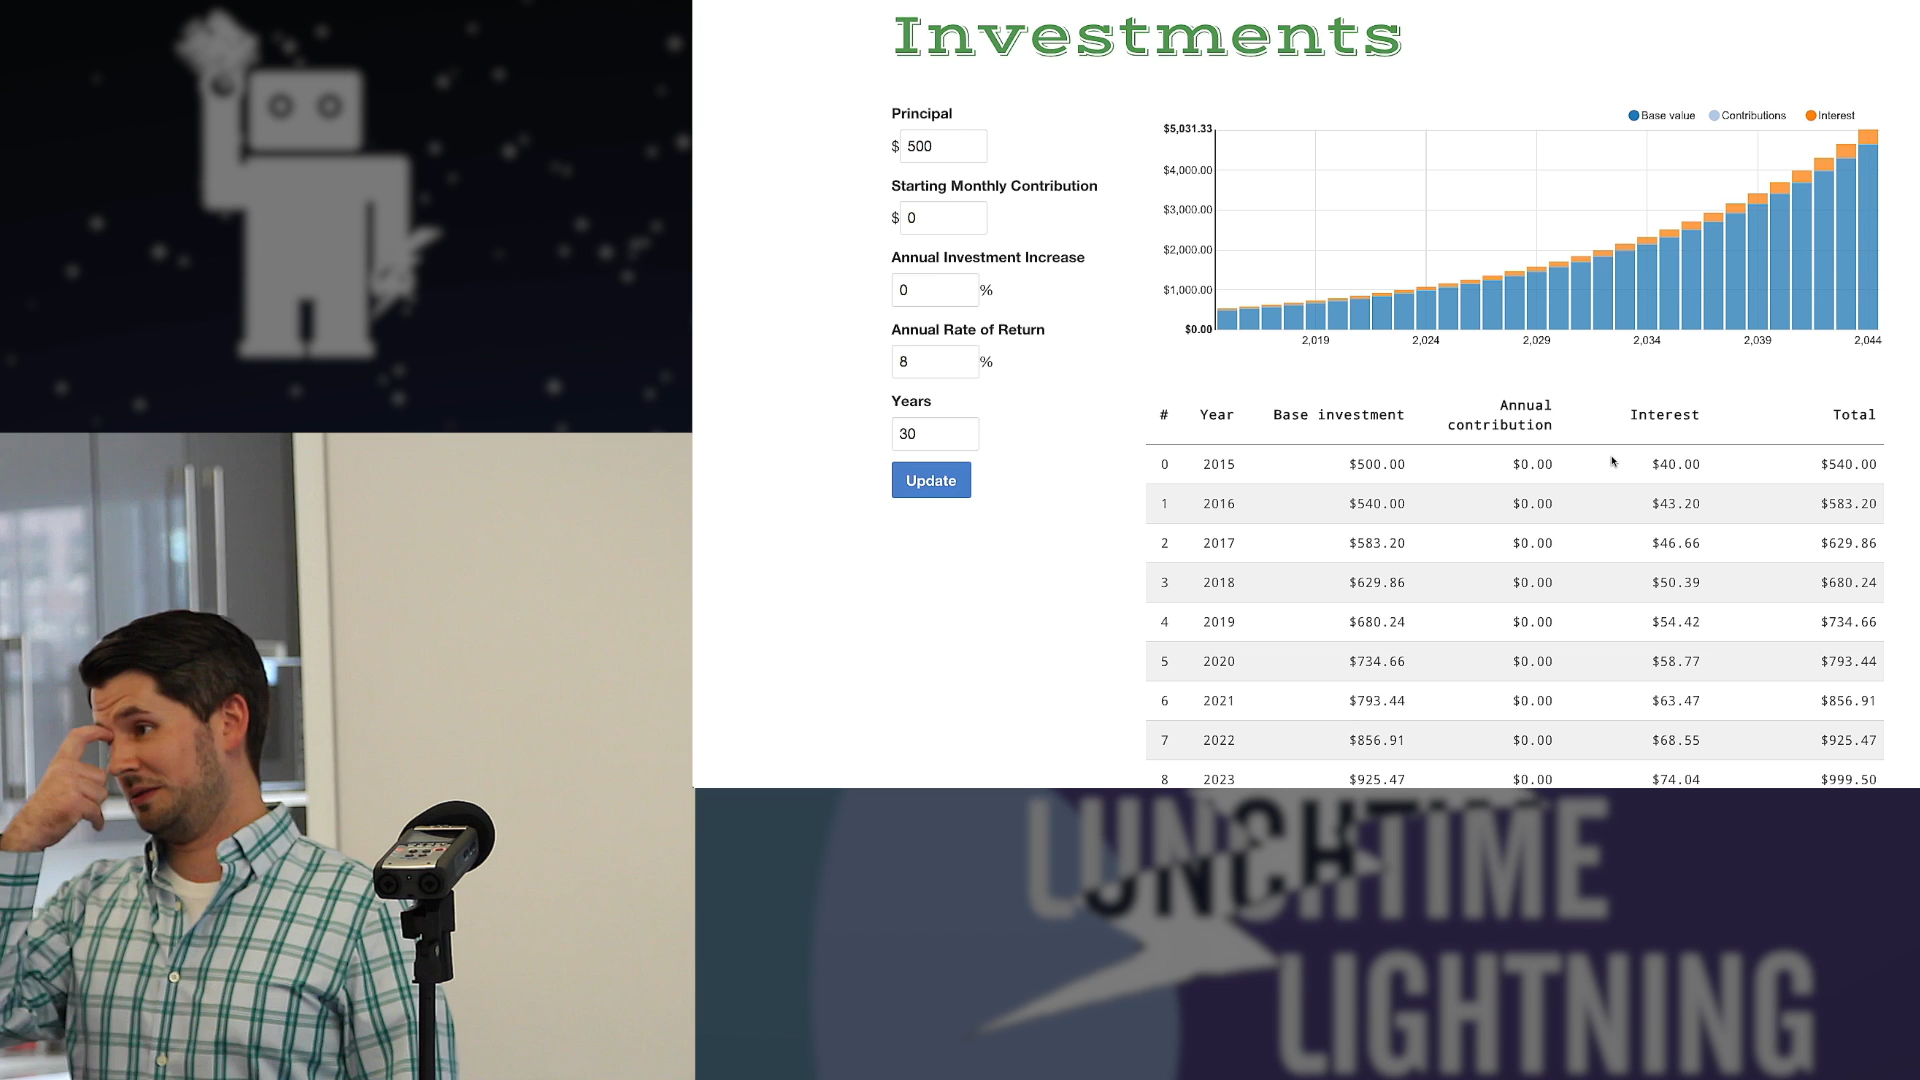 Investments
Principal
$ 500
Starting Monthly Contribution
$ 0
Annual Investment Increase
0 %
Annual Rate of Return
8 %
Years
30
Update
Base value Contributions Interest
$5,031.33
$4,000.00
$3,000.00
$2,000.00
$1,000.00
$0.00
2,019 2,024 2,029 2,034 2,039 2,044
# Year Base investment Annual contribution Interest Total
0 2015 $500.00 $0.00 $40.00 $540.00
1 2016 $540.00 $0.00 $43.20 $583.20
2 2017 $583.20 $0.00 $46.66 $629.86
3 2018 $629.86 $0.00 $50.39 $680.24
4 2019 $680.24 $0.00 $54.42 $734.66
5 2020 $734.66 $0.00 $58.77 $793.44
6 2021 $793.44 $0.00 $63.47 $856.91
7 2022 $856.91 $0.00 $68.55 $925.47
8 2023 $925.47 $0.00 $74.04 $999.50
LUNCHTIME
LIGHTNING